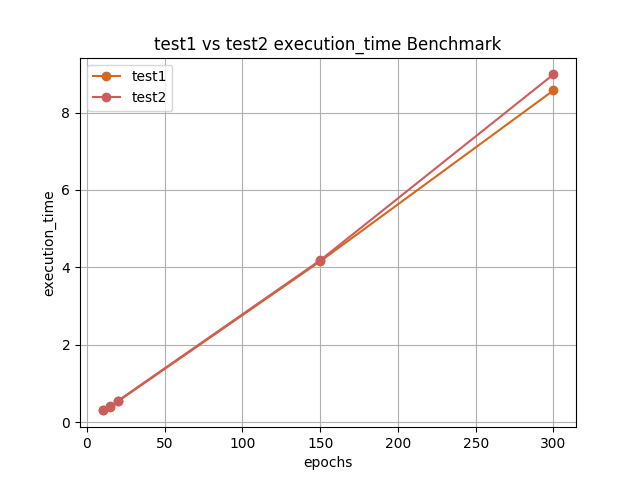 test1 vs test2 execution_time Benchmark
test1
test2
8
6
4
2
0
execution_time
0 50 100 150 200 250 300
epochs